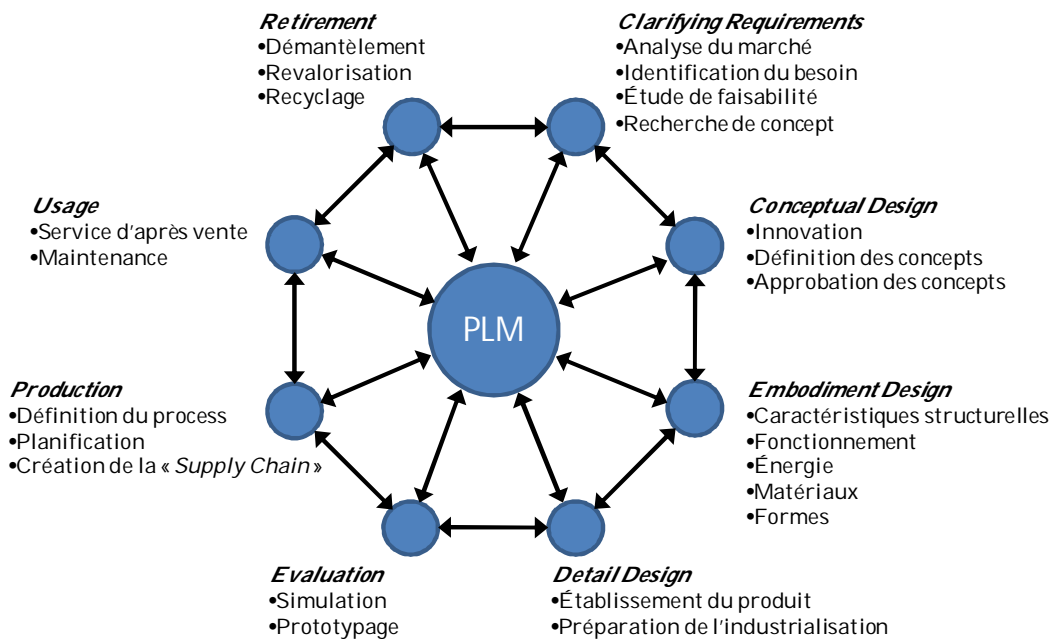 Retirement
•Démantèlement
•Revalorisation
•Recyclage
Clarifying Requirements
•Analyse du marché
•Identification du besoin
•Étude de faisabilité
•Recherche de concept
Usage
•Service d'après vente
•Maintenance
Conceptual Design
•Innovation
•Définition des concepts
•Approbation des concepts
PLM
Production
•Définition du process
•Planification
•Création de la « Supply Chain »
Embodiment Design
•Caractéristiques structurelles
•Fonctionnement
•Énergie
•Matériaux
•Formes
Evaluation
•Simulation
•Prototypage
Detail Design
•Établissement du produit
•Préparation de l'industrialisation